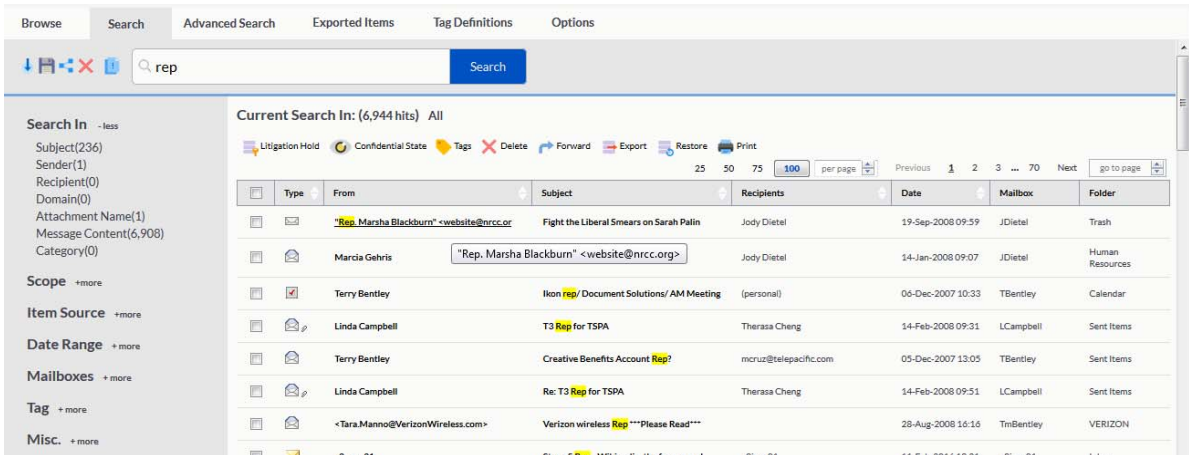 Browse Search Advanced Search Exported Items Tag Definitions Options
rep Search
Search In - less
Subject(236)
Sender(1)
Recipient(0)
Domain(0)
Attachment Name(1)
Message Content(6,908)
Category(0)
Scope +more
Item Source +more
Date Range +more
Mailboxes +more
Tag +more
Misc. +more
Current Search In: (6,944 hits) All
Litigation Hold Confidential State Tags Delete Forward Export Restore Print
25 50 75 100 per page Previous 1 2 3 ... 70 Next go to page
Type From Subject Recipients Date Mailbox Folder
"Rep. Marsha Blackburn" <website@nrcc.or Fight the Liberal Smears on Sarah Palin Jody Dietel 19-Sep-2008 09:59 JDietel Trash
"Rep. Marsha Blackburn" <website@nrcc.org>
Marcia Gehris Jody Dietel 14-Jan-2008 09:07 JDietel Human Resources
Terry Bentley Ikon rep/ Document Solutions/ AM Meeting (personal) 06-Dec-2007 10:33 TBentley Calendar
Linda Campbell T3 Rep for TSPA Therasa Cheng 14-Feb-2008 09:31 LCampbell Sent Items
Terry Bentley Creative Benefits Account Rep? mcruz@telepacific.com 05-Dec-2007 13:05 TBentley Sent Items
Linda Campbell Re: T3 Rep for TSPA Therasa Cheng 14-Feb-2008 09:51 LCampbell Sent Items
<Tara.Manno@VerizonWireless.com> Verizon wireless Rep ***Please Read*** 28-Aug-2008 16:16 TmBentley VERIZON